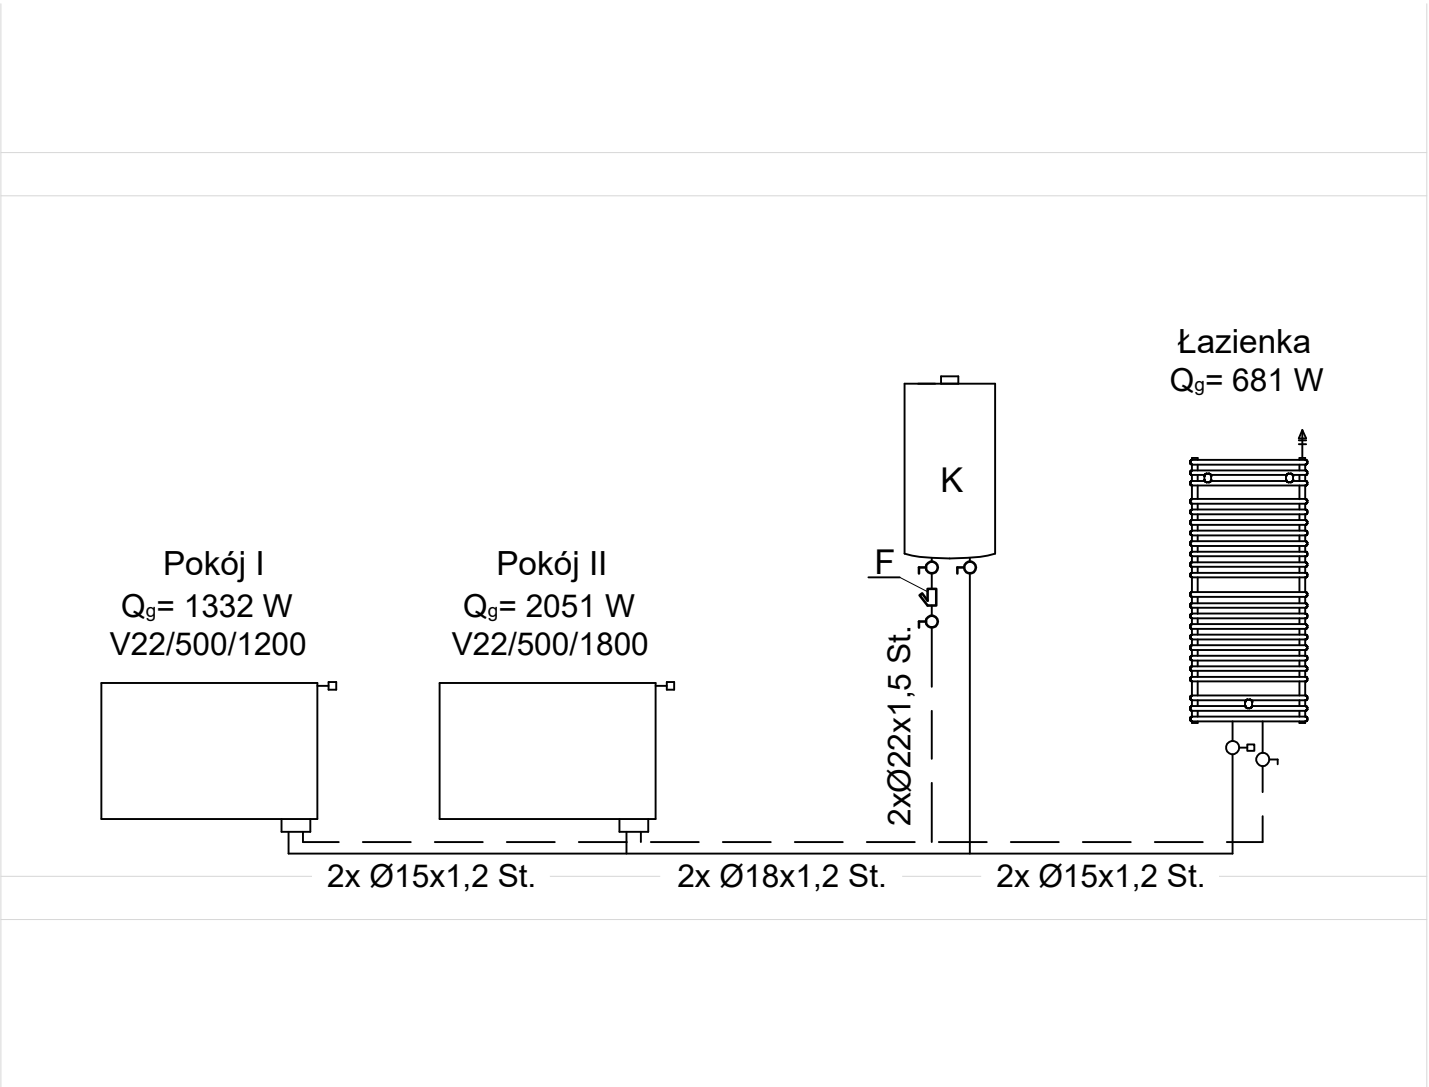 Łazienka
Qg= 681 W
K
F
Pokój I
Qg= 1332 W
V22/500/1200
Pokój II
Qg= 2051 W
V22/500/1800
2xØ22x1,5 St.
2x Ø15x1,2 St.
2x Ø18x1,2 St.
2x Ø15x1,2 St.